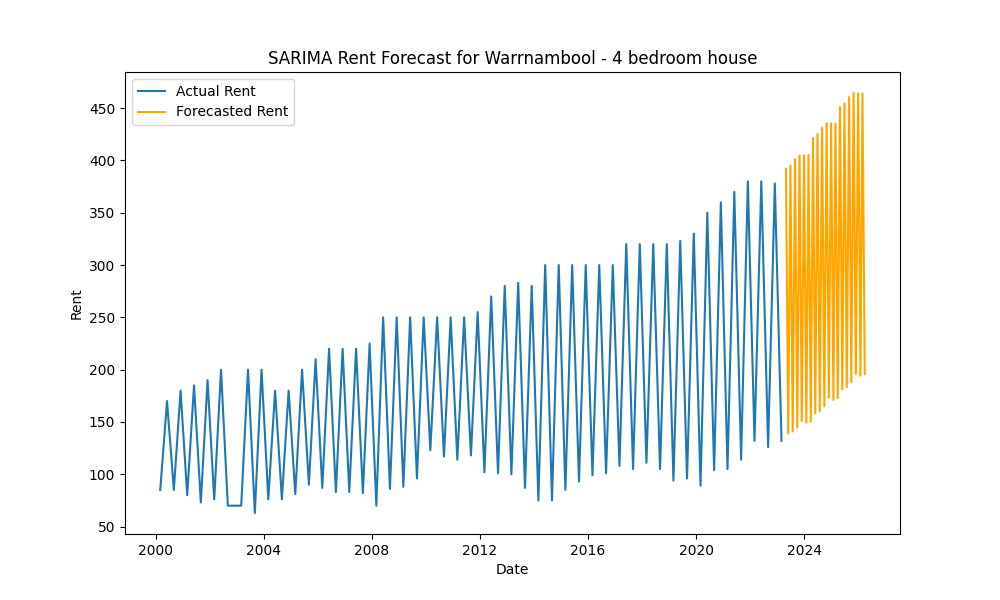 SARIMA Rent Forecast for Warrnambool - 4 bedroom house
Actual Rent
Forecasted Rent
450
400
350
300
250
200
150
100
50
Rent
2000 2004 2008 2012 2016 2020 2024
Date